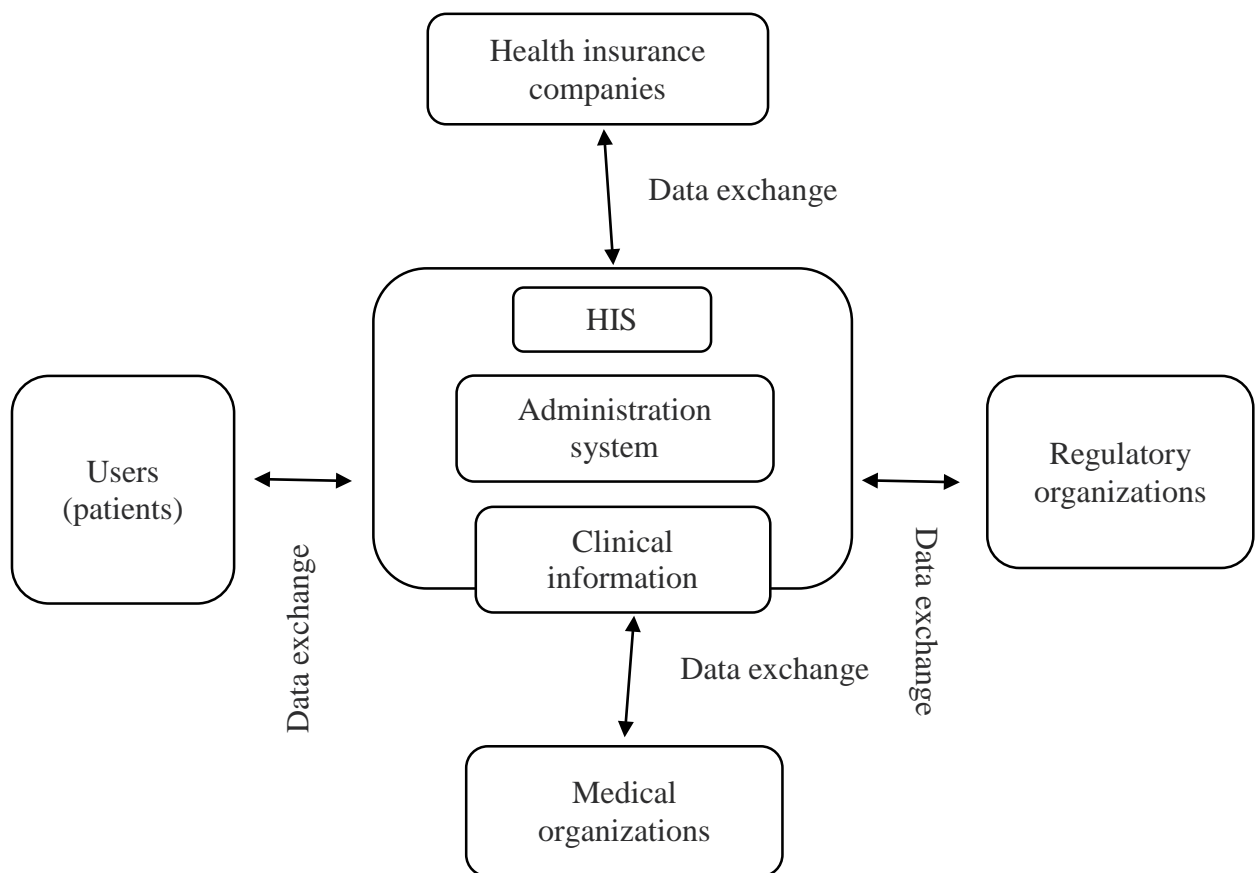 Health insurance
companies
Data exchange
HIS
Administration
system
Users
(patients)
Regulatory
organizations
Clinical
information
Data exchange
Data exchange
Data exchange
Medical
organizations